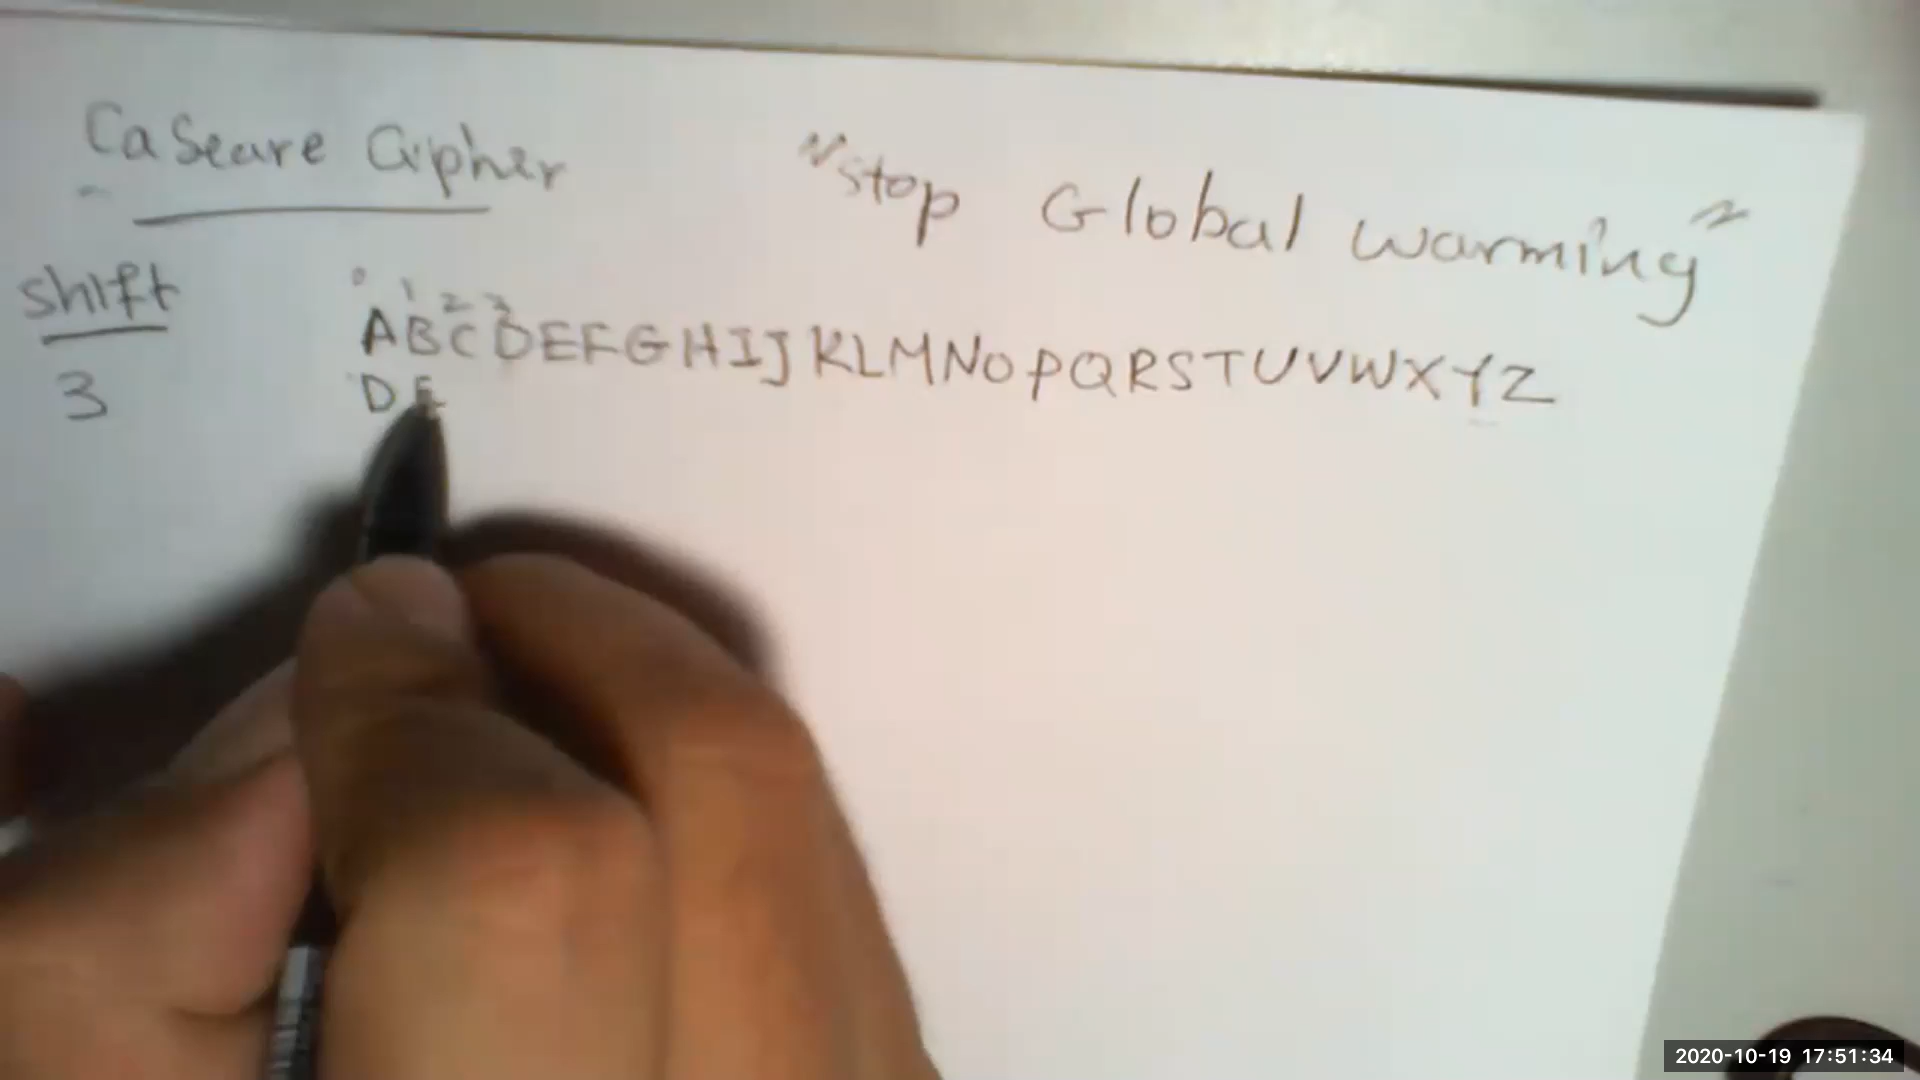 CaSeare Cipher
"Stop Global warming"
Shift
0 1 2 3
ABCDEFGHIJKLMNOPQRSTUVWXYZ
3 DE
2020-10-19 17:51:34